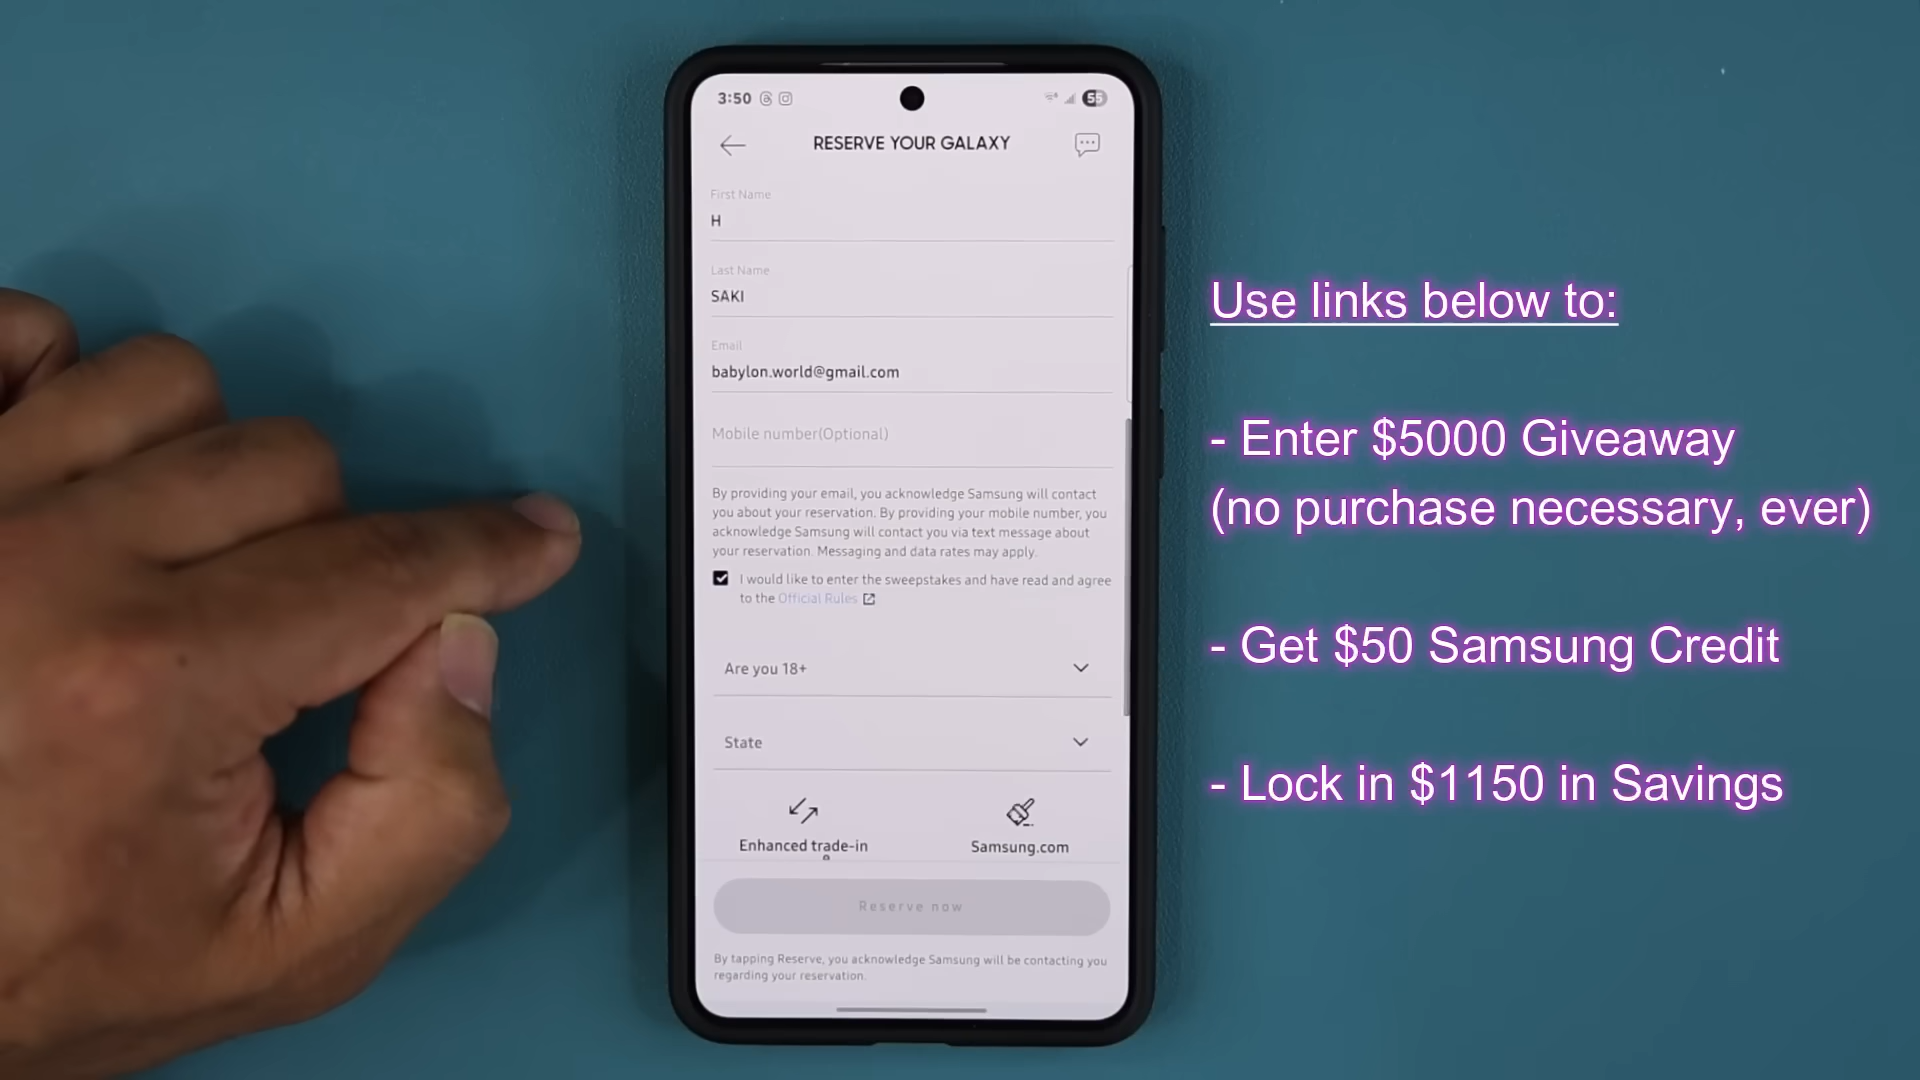 3:50
55
RESERVE YOUR GALAXY
First Name
H
Last Name
SAKI
Email
babylon.world@gmail.com
Mobile number(Optional)
By providing your email, you acknowledge Samsung will contact
you about your reservation. By providing your mobile number, you
acknowledge Samsung will contact you via text message about
your reservation. Messaging and data rates may apply.
I would like to enter the sweepstakes and have read and agree
to the Official Rules
Are you 18+
State
Enhanced trade-in
Samsung.com
Reserve now
By tapping Reserve, you acknowledge Samsung will be contacting you
regarding your reservation.
Use links below to:
- Enter $5000 Giveaway
(no purchase necessary, ever)
- Get $50 Samsung Credit
- Lock in $1150 in Savings